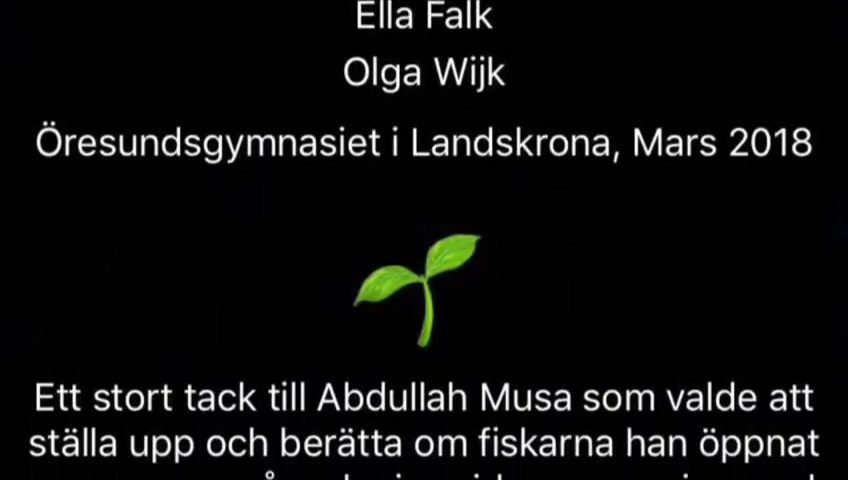 Ella Falk
Olga Wijk
Öresundsgymnasiet i Landskrona, Mars 2018
Ett stort tack till Abdullah Musa som valde att
ställa upp och berätta om fiskarna han öppnat